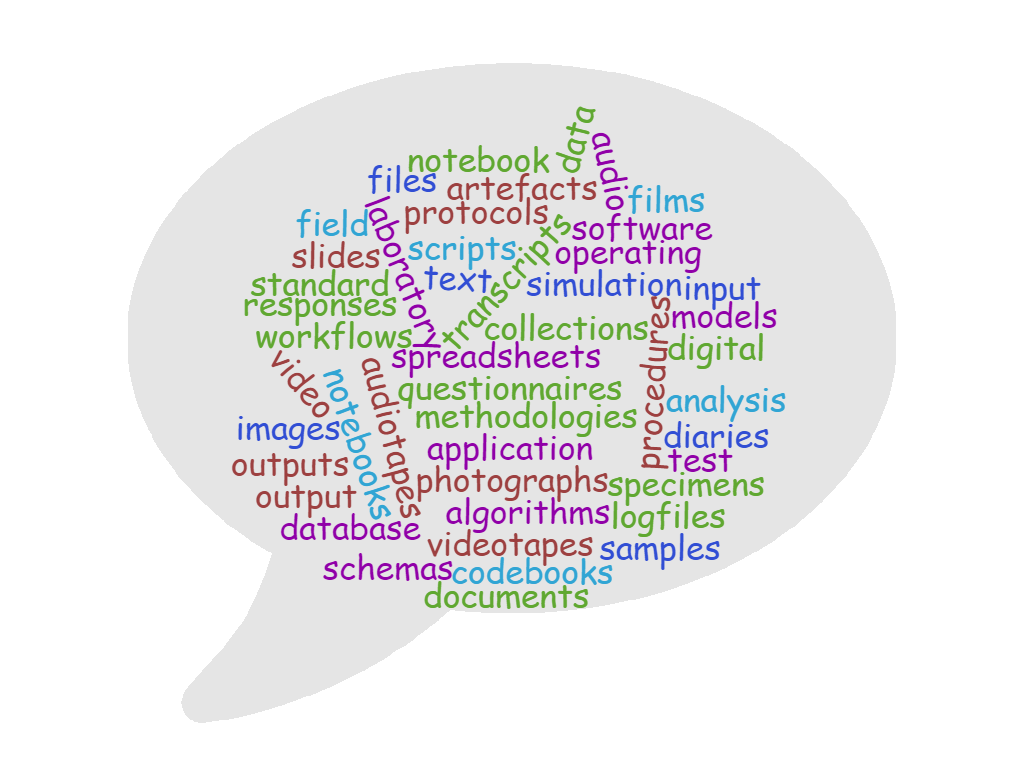 data
audio
notebook
files
artefacts
films
laboratory
protocols
field
transcripts
software
slides
scripts
operating
standard
text
simulation
input
responses
models
workflows
collections
procedures
digital
spreadsheets
video
notebooks
audiotapes
questionnaires
analysis
methodologies
images
diaries
application
outputs
test
photographs
specimens
output
algorithms
logfiles
database
videotapes
samples
schemas
codebooks
documents